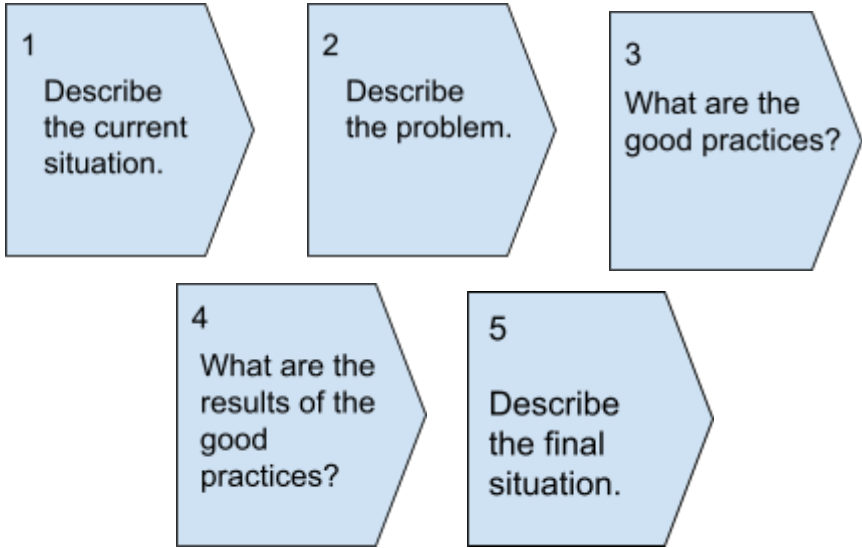 1
Describe
the current
situation.
2
Describe
the problem.
3
What are the
good practices?
4
What are the
results of the
good
practices?
5
Describe
the final
situation.